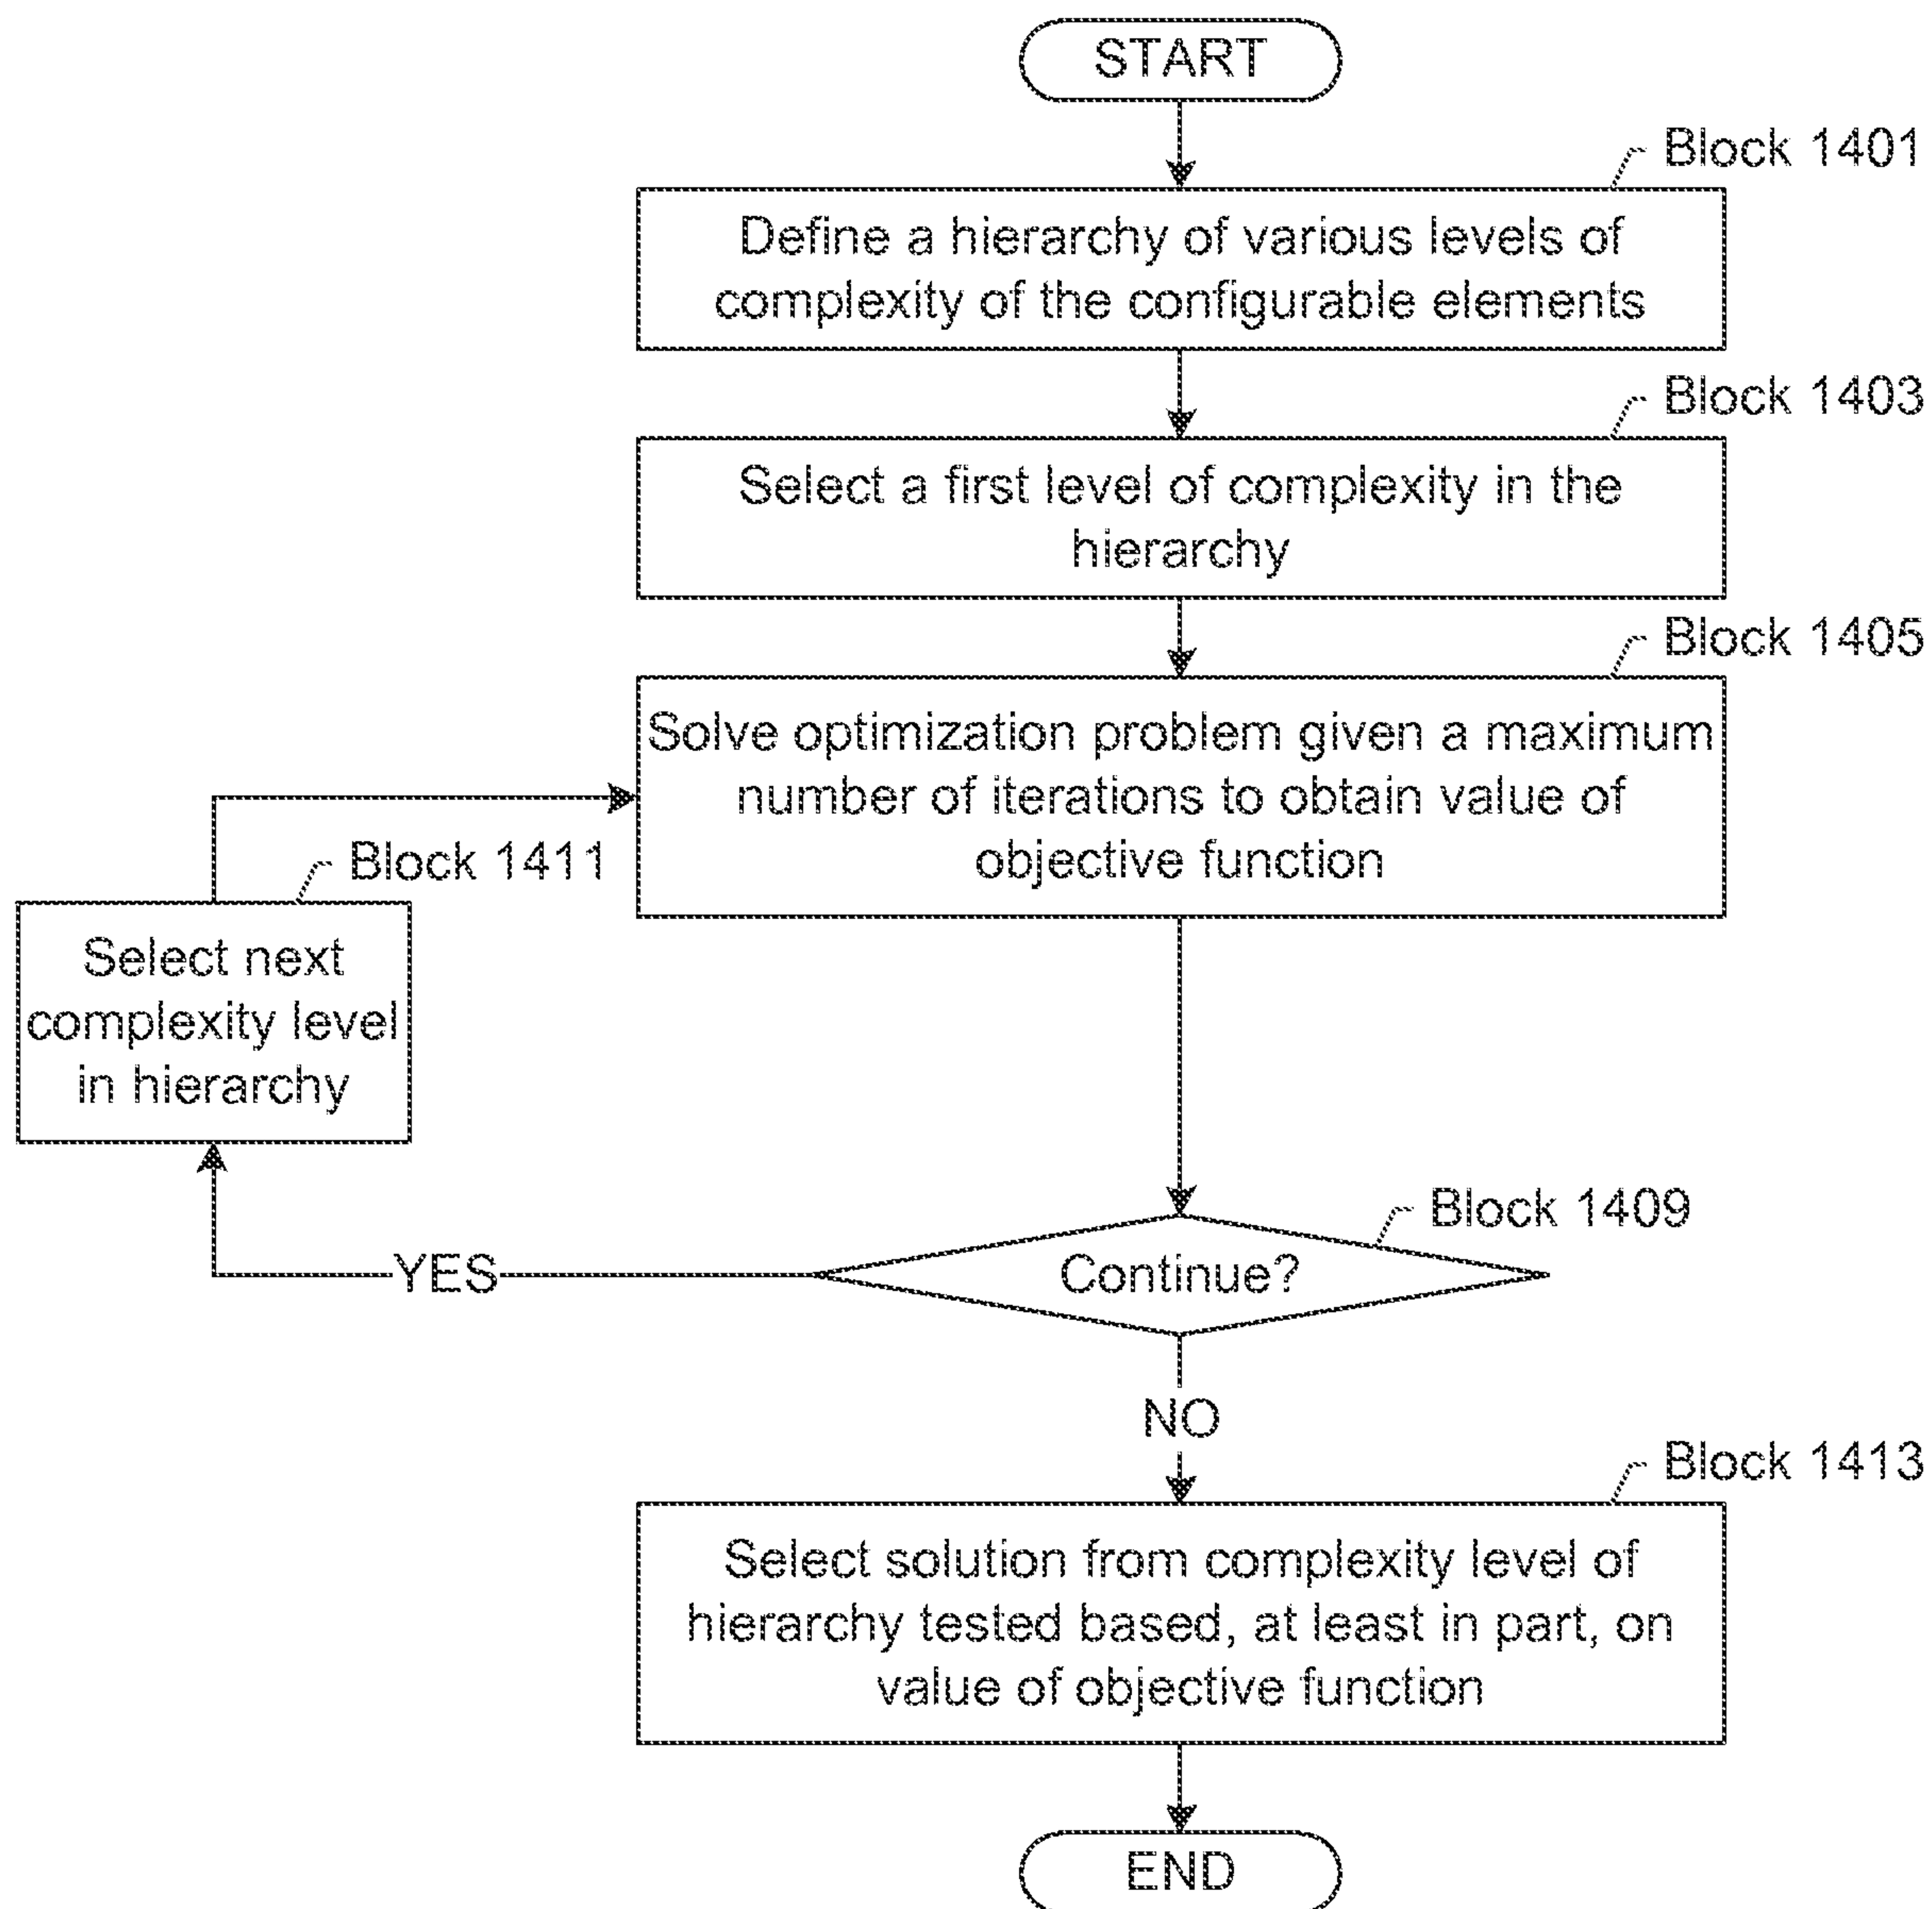 START
Block 1401
Define a hierarchy of various levels of
complexity of the configurable elements
Block 1403
Select a first level of complexity in the
hierarchy
Block 1405
Solve optimization problem given a maximum
number of iterations to obtain value of
objective function
Block 1411
Select next
complexity level
in hierarchy
Block 1409
Continue?
YES
NO
Block 1413
Select solution from complexity level of
hierarchy tested based, at least in part, on
value of objective function
END